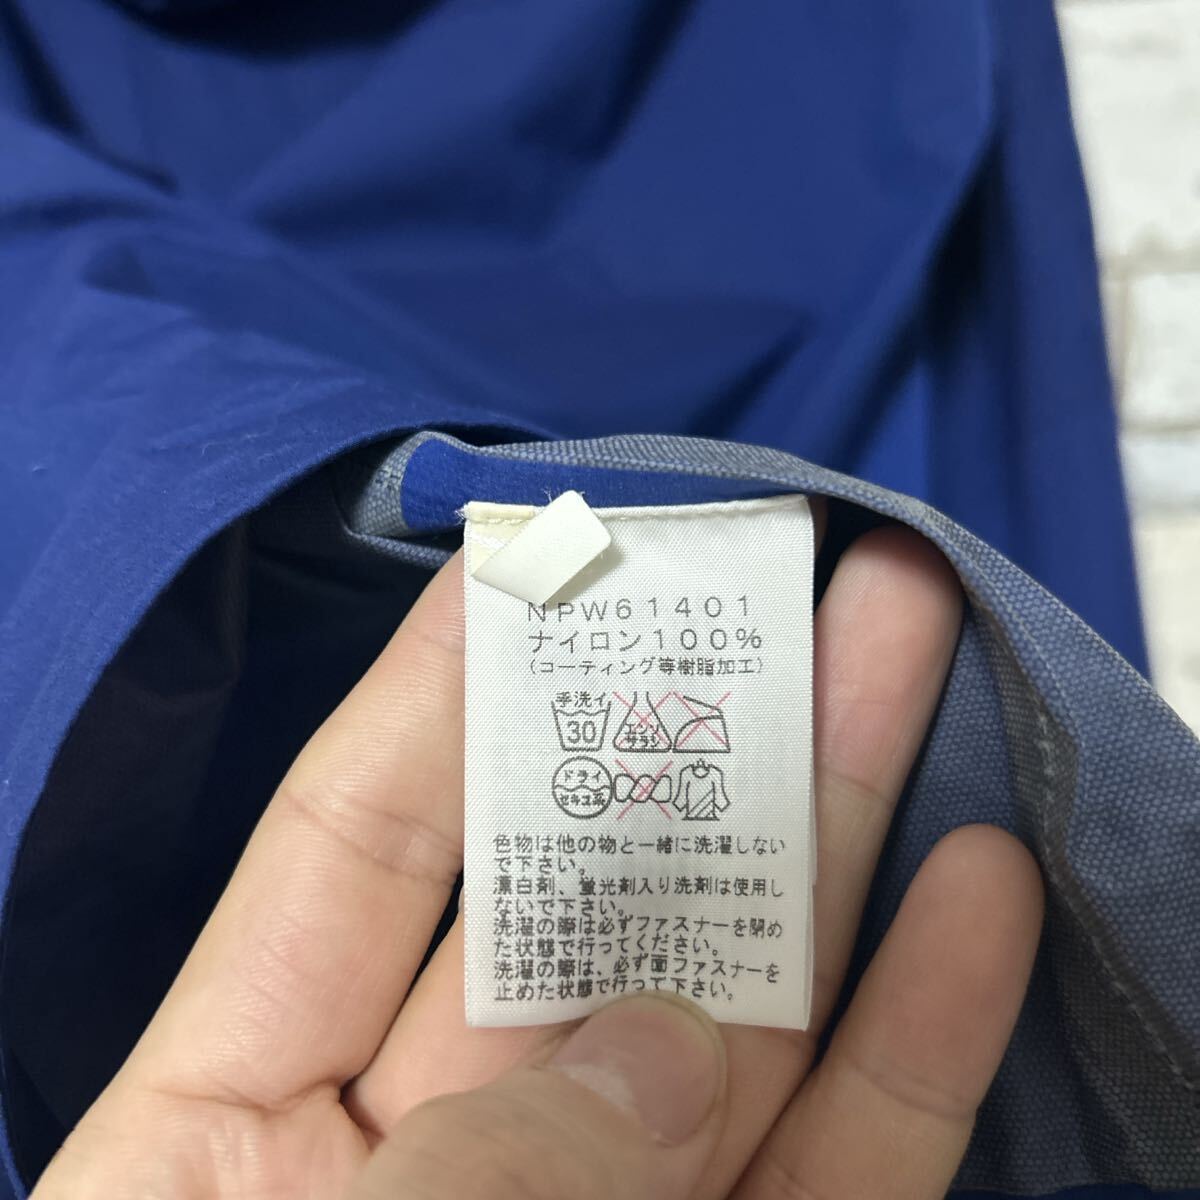 NPW61401
ナイロン100%
(コーティング等樹脂加工)
手洗イ
30
エンソ
サラシ
ドライ
セキユ系
色物は他の物と一緒に洗濯しない
で下さい。
漂白剤、蛍光剤入り洗剤は使用し
ないで下さい。
洗濯の際は必ずファスナーを閉め
た状態で行ってください。
洗濯の際は、必ず面ファスナーを
止めた状態で行って下さい。